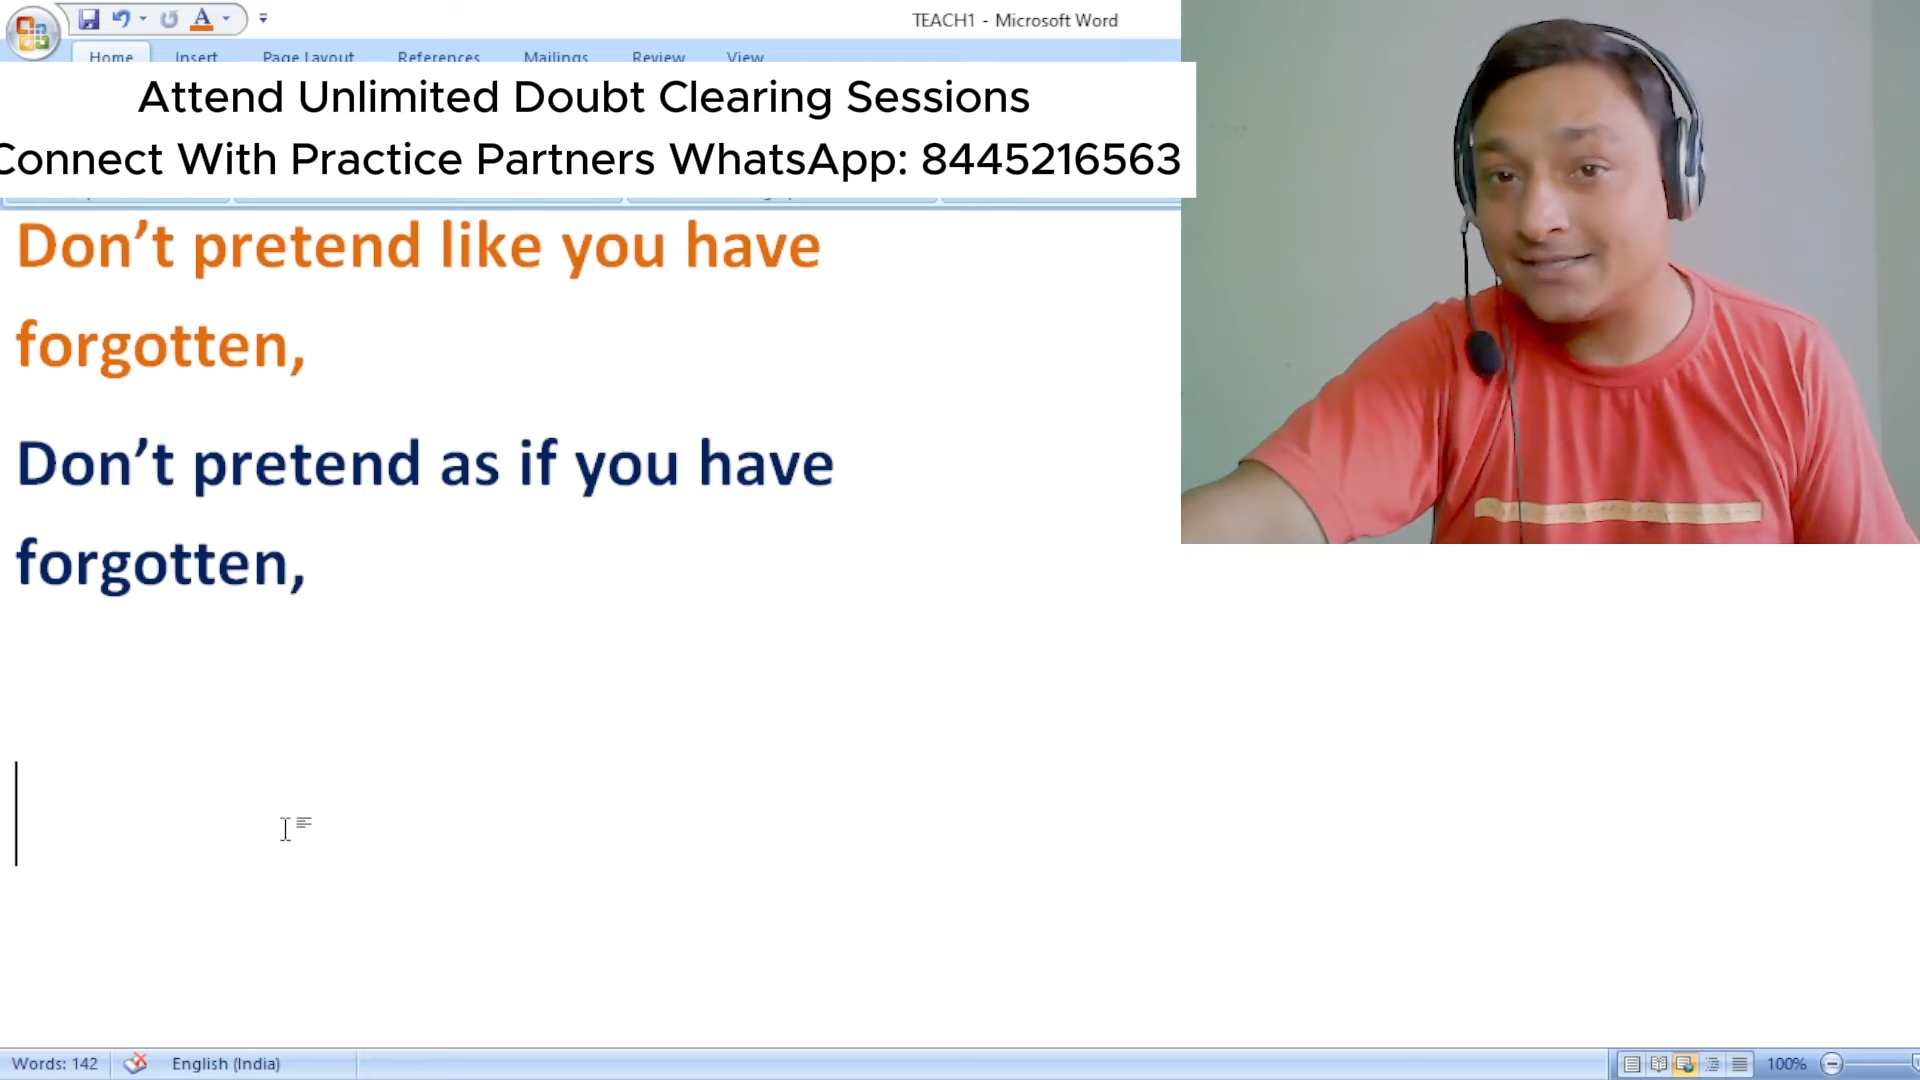 TEACH1 - Microsoft Word
Home Insert Page Layout References Mailings Review View
Attend Unlimited Doubt Clearing Sessions
Connect With Practice Partners WhatsApp: 8445216563
Don’t pretend like you have
forgotten,
Don’t pretend as if you have
forgotten,
Words: 142 English (India) 100%